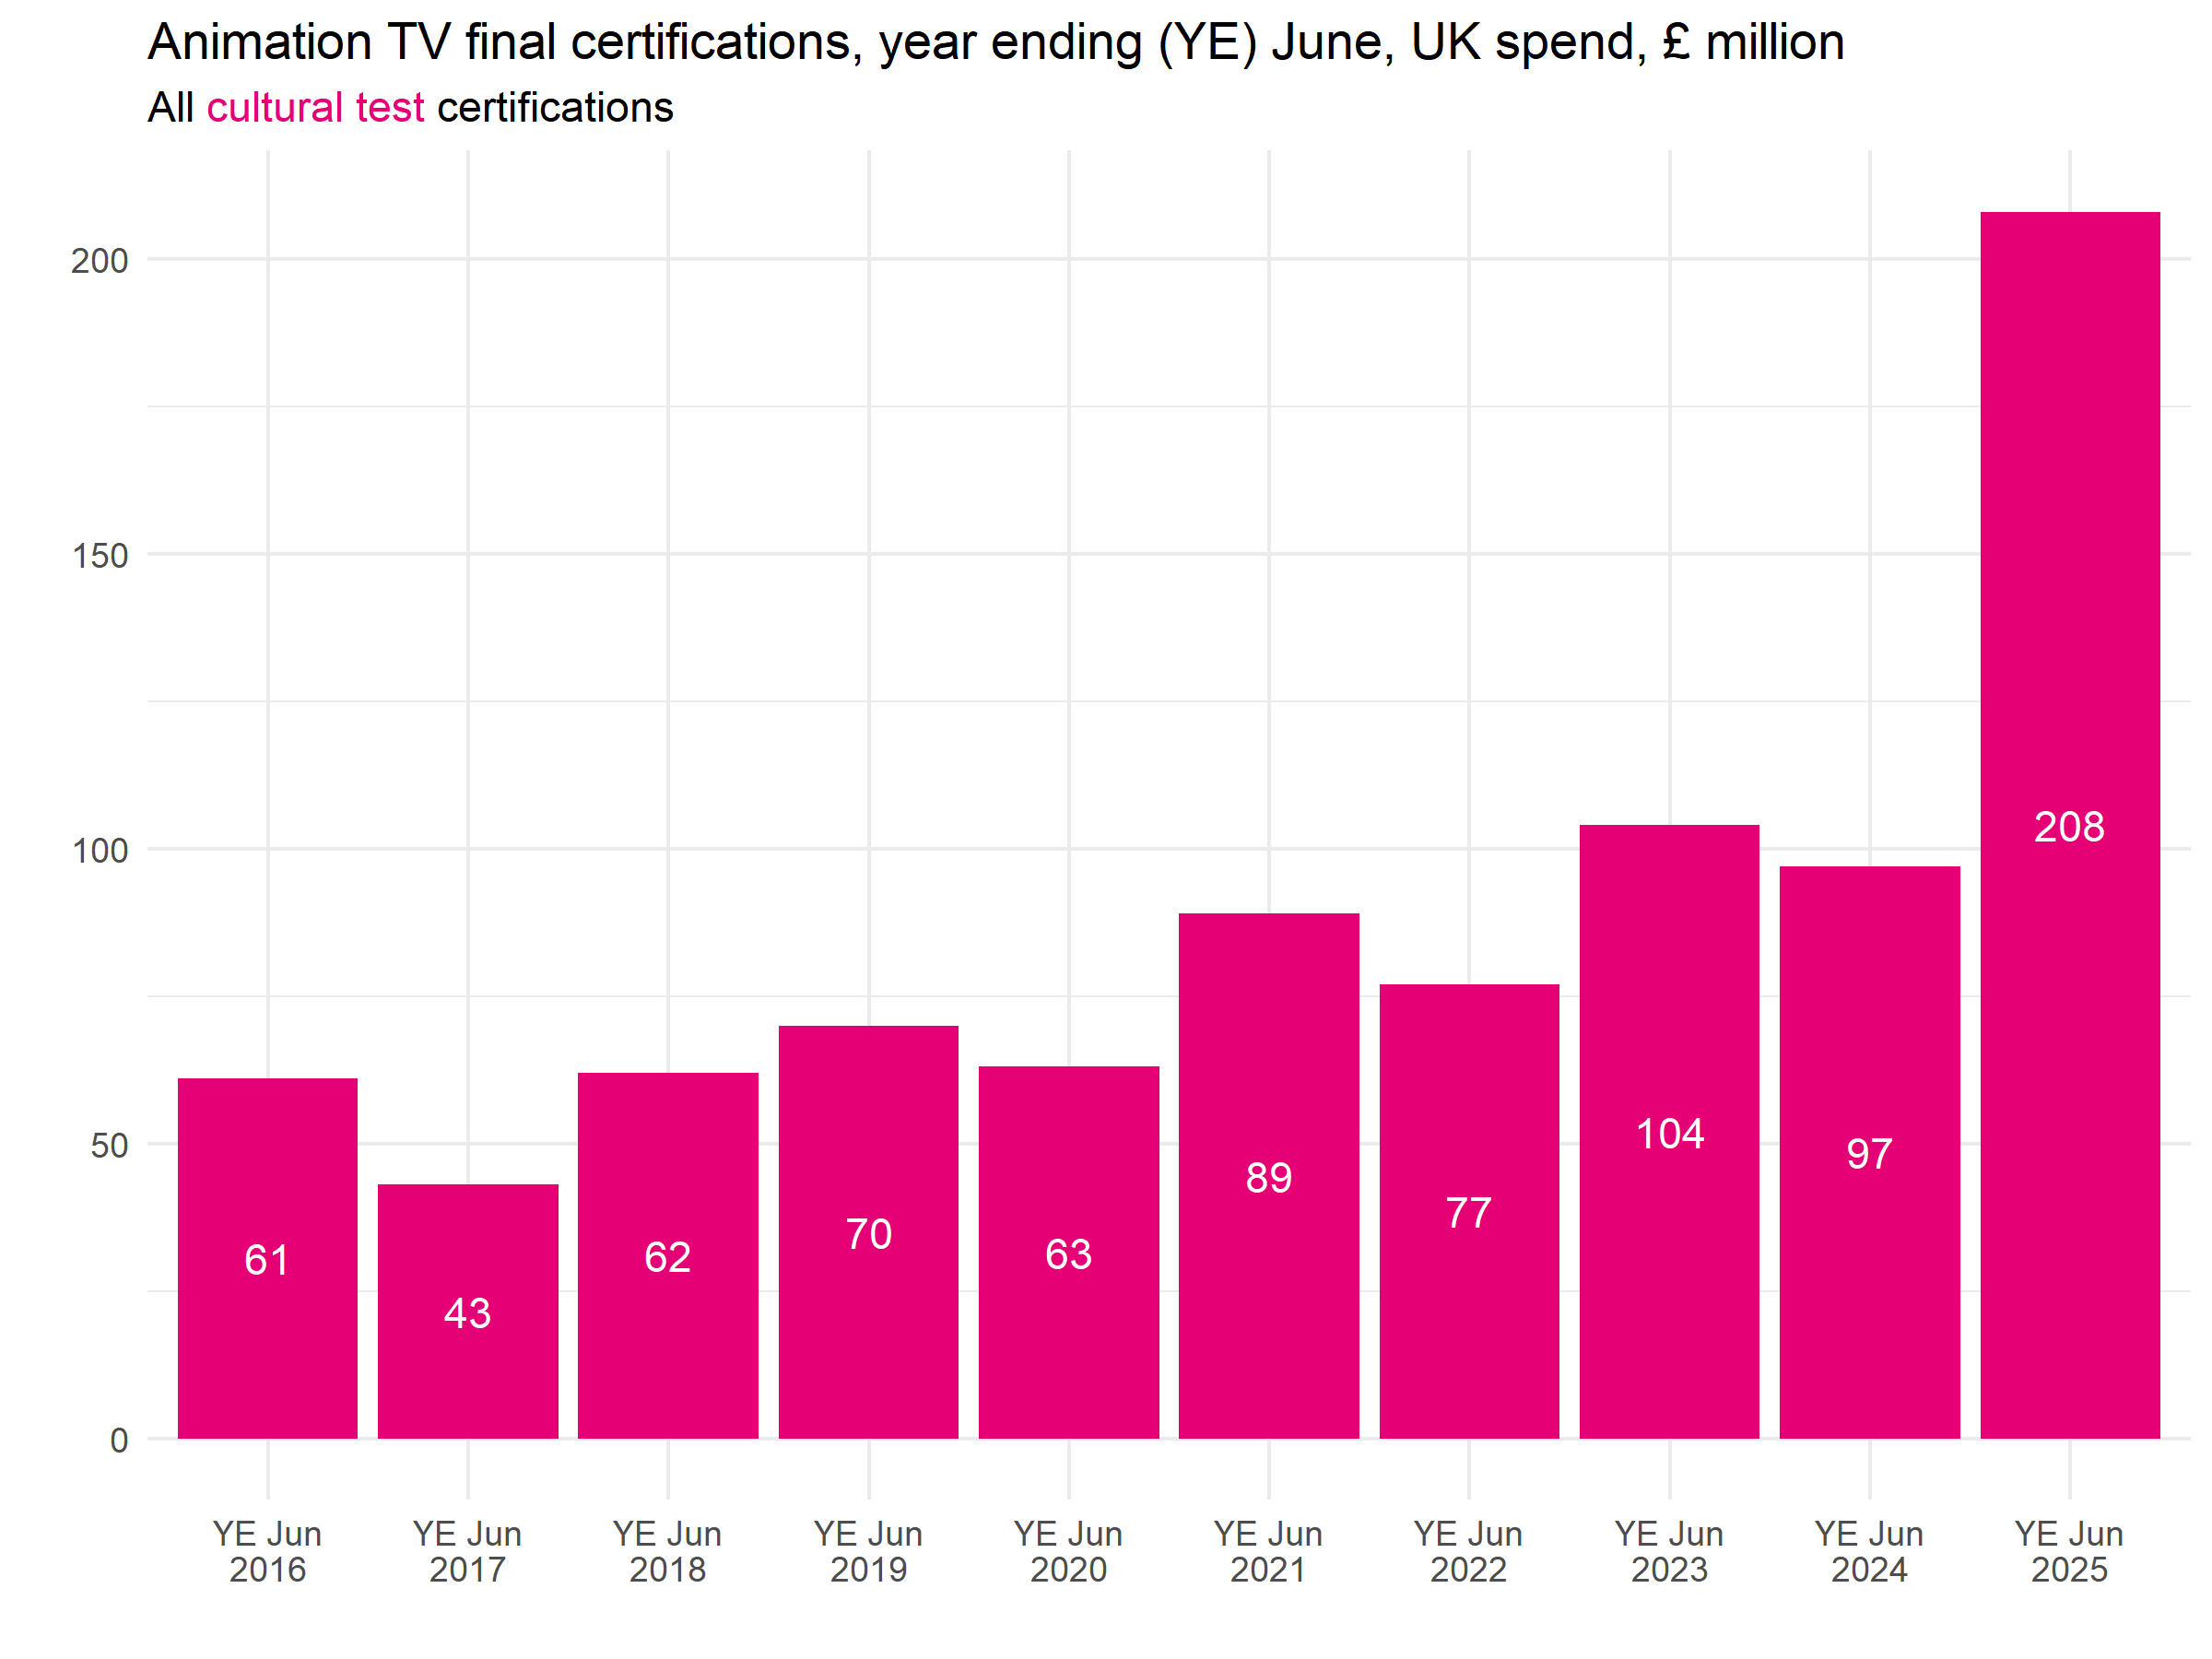 Animation TV final certifications, year ending (YE) June, UK spend, £ million
All cultural test certifications
200
150
100
50
0
61
43
62
70
63
89
77
104
97
208
YE Jun
2016
YE Jun
2017
YE Jun
2018
YE Jun
2019
YE Jun
2020
YE Jun
2021
YE Jun
2022
YE Jun
2023
YE Jun
2024
YE Jun
2025